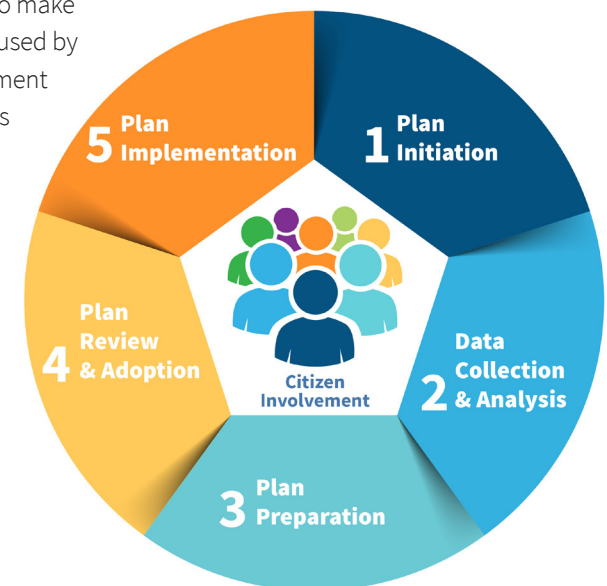 o make
used by
ment
s
5 Plan
Implementation
1 Plan
Initiation
Plan
Review
4 & Adoption
Data
Collection
2 & Analysis
Citizen
Involvement
3 Plan
Preparation